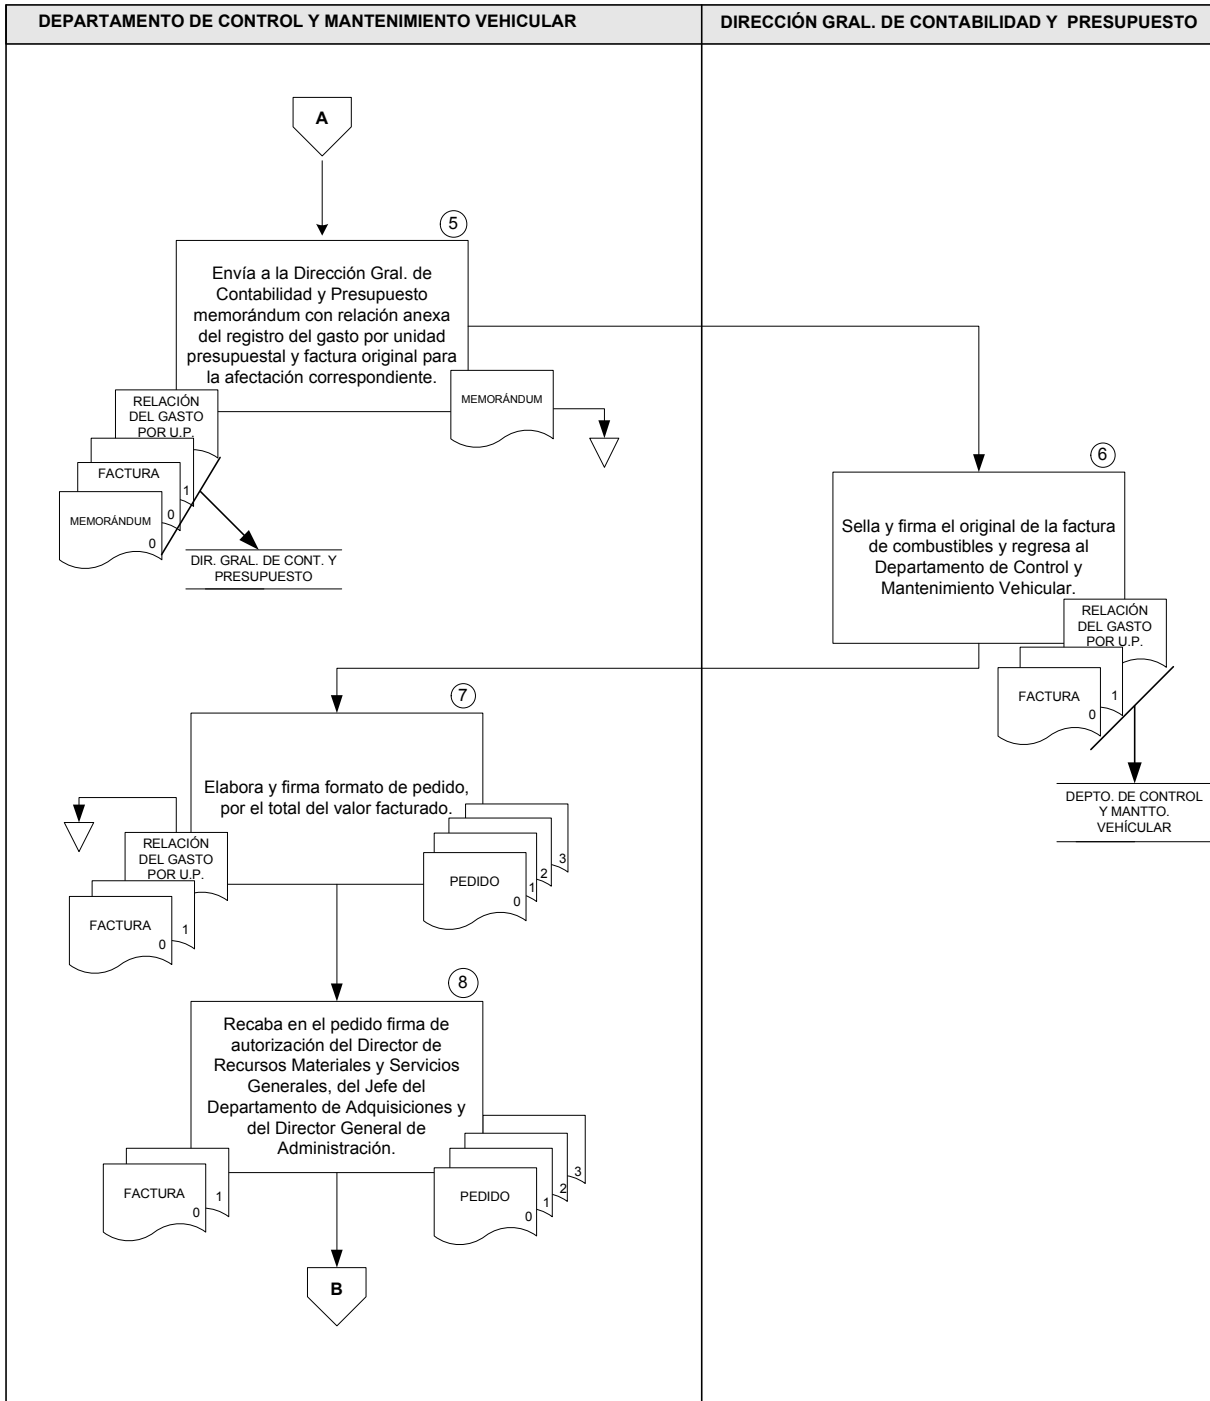 DEPARTAMENTO DE CONTROL Y MANTENIMIENTO VEHICULAR
DIRECCIÓN GRAL. DE CONTABILIDAD Y PRESUPUESTO
A
5
Envía a la Dirección Gral. de
Contabilidad y Presupuesto
memorándum con relación anexa
del registro del gasto por unidad
presupuestal y factura original para
la afectación correspondiente.
RELACIÓN
DEL GASTO
POR U.P.
1
FACTURA
0
MEMORÁNDUM
0
MEMORÁNDUM
DIR. GRAL. DE CONT. Y
PRESUPUESTO
6
Sella y firma el original de la factura
de combustibles y regresa al
Departamento de Control y
Mantenimiento Vehicular.
RELACIÓN
DEL GASTO
POR U.P.
1
FACTURA
0
DEPTO. DE CONTROL
Y MANTTO.
VEHÍCULAR
7
Elabora y firma formato de pedido,
por el total del valor facturado.
RELACIÓN
DEL GASTO
POR U.P.
1
FACTURA
0
3
2
1
PEDIDO
0
8
Recaba en el pedido firma de
autorización del Director de
Recursos Materiales y Servicios
Generales, del Jefe del
Departamento de Adquisiciones y
del Director General de
Administración.
1
FACTURA
0
3
2
1
PEDIDO
0
B